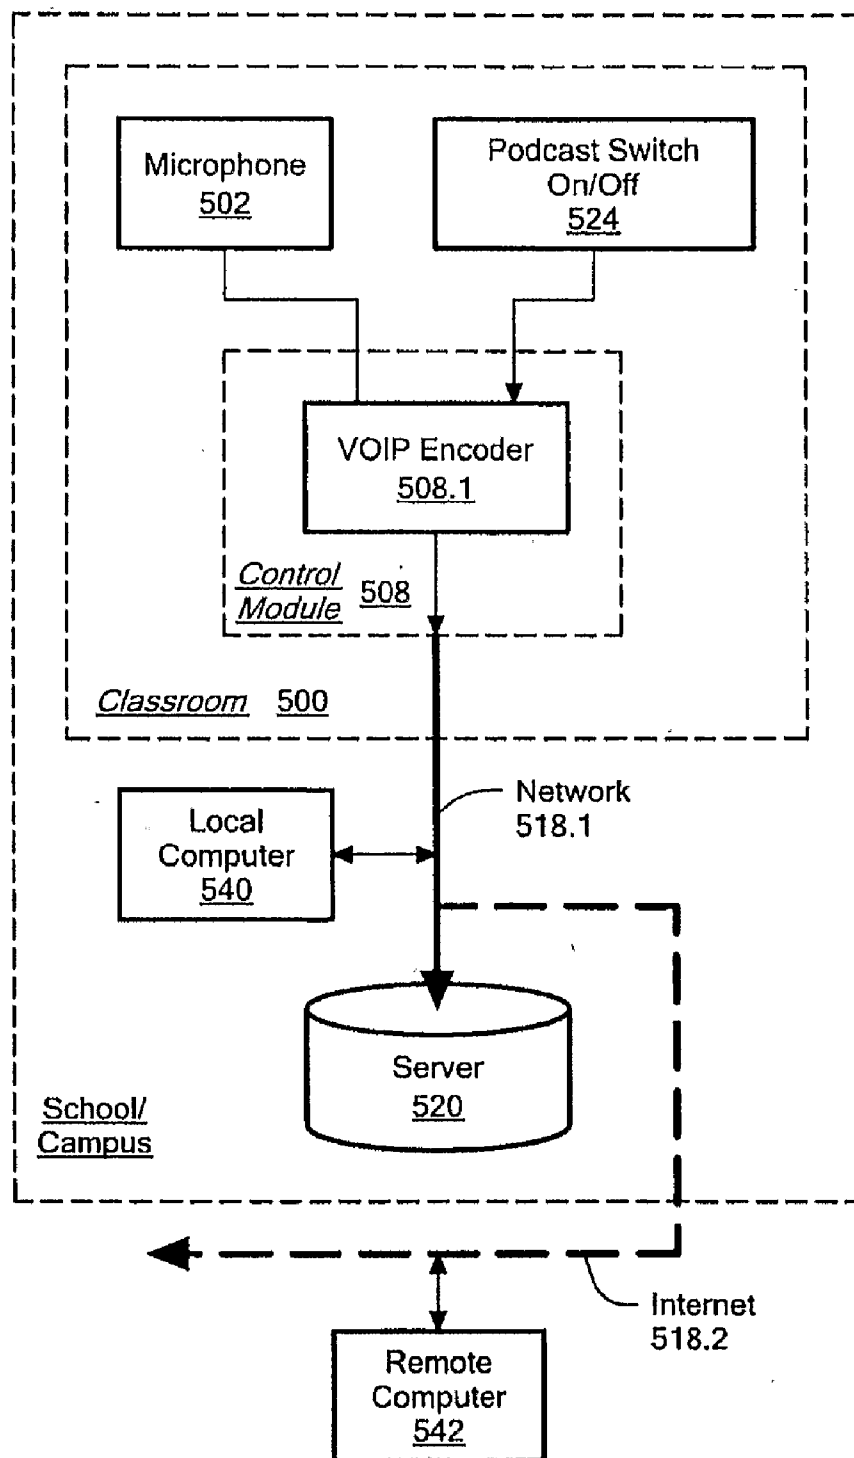 Microphone
502
Podcast Switch
On/Off
524
VOIP Encoder
508.1
Control
Module 508
Classroom 500
Network
518.1
Local
Computer
540
Server
520
School/
Campus
Internet
518.2
Remote
Computer
542